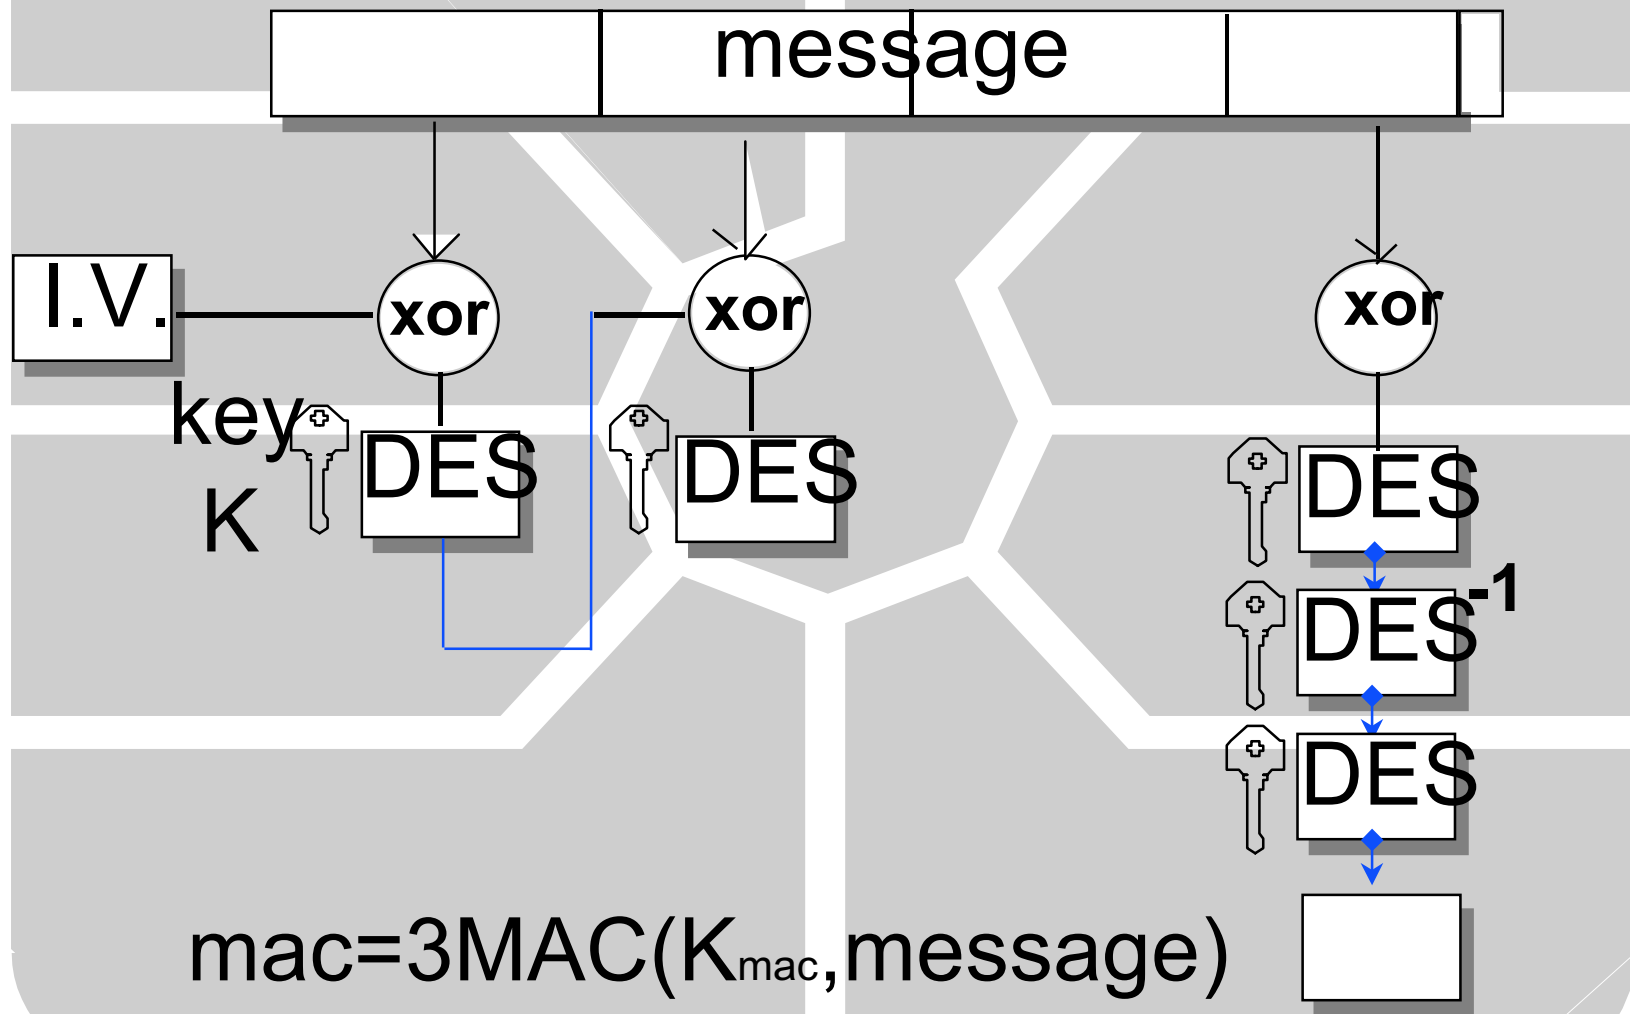 message
I.V.
xor
xor
xor
key
K
DES
DES
DES
DES-1
DES
mac=3MAC(Kmac,message)